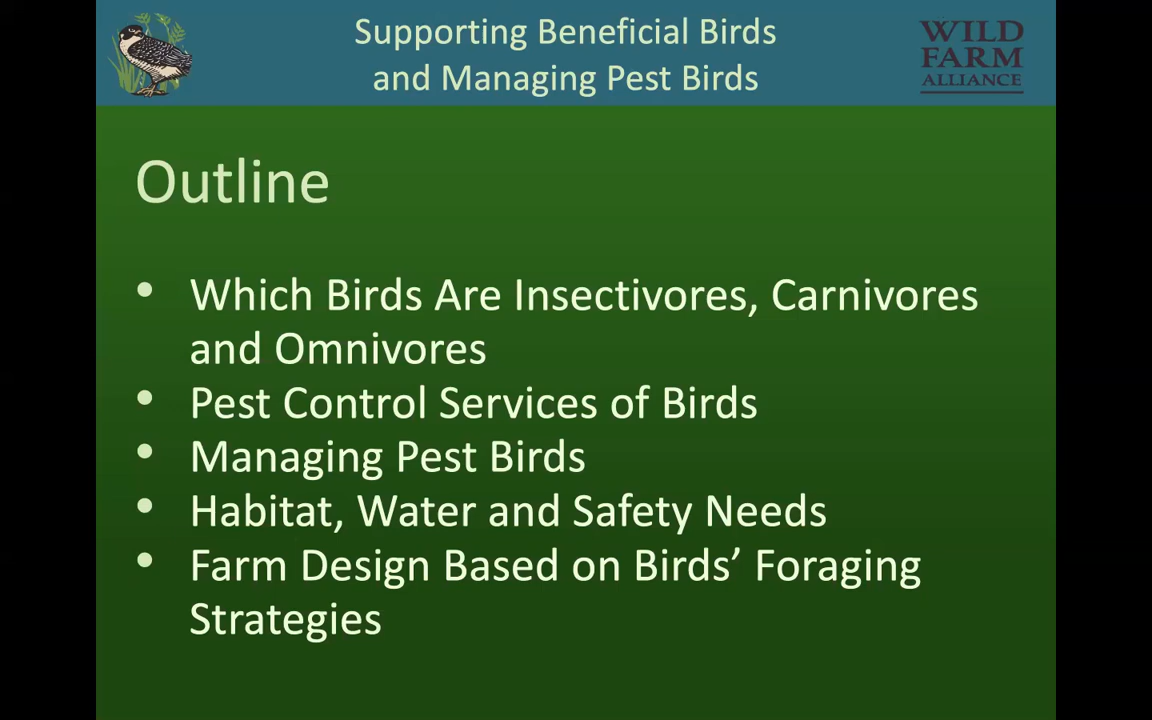 Supporting Beneficial Birds
and Managing Pest Birds
WILD
FARM
ALLIANCE
Outline
• Which Birds Are Insectivores, Carnivores
and Omnivores
• Pest Control Services of Birds
• Managing Pest Birds
• Habitat, Water and Safety Needs
• Farm Design Based on Birds’ Foraging
Strategies